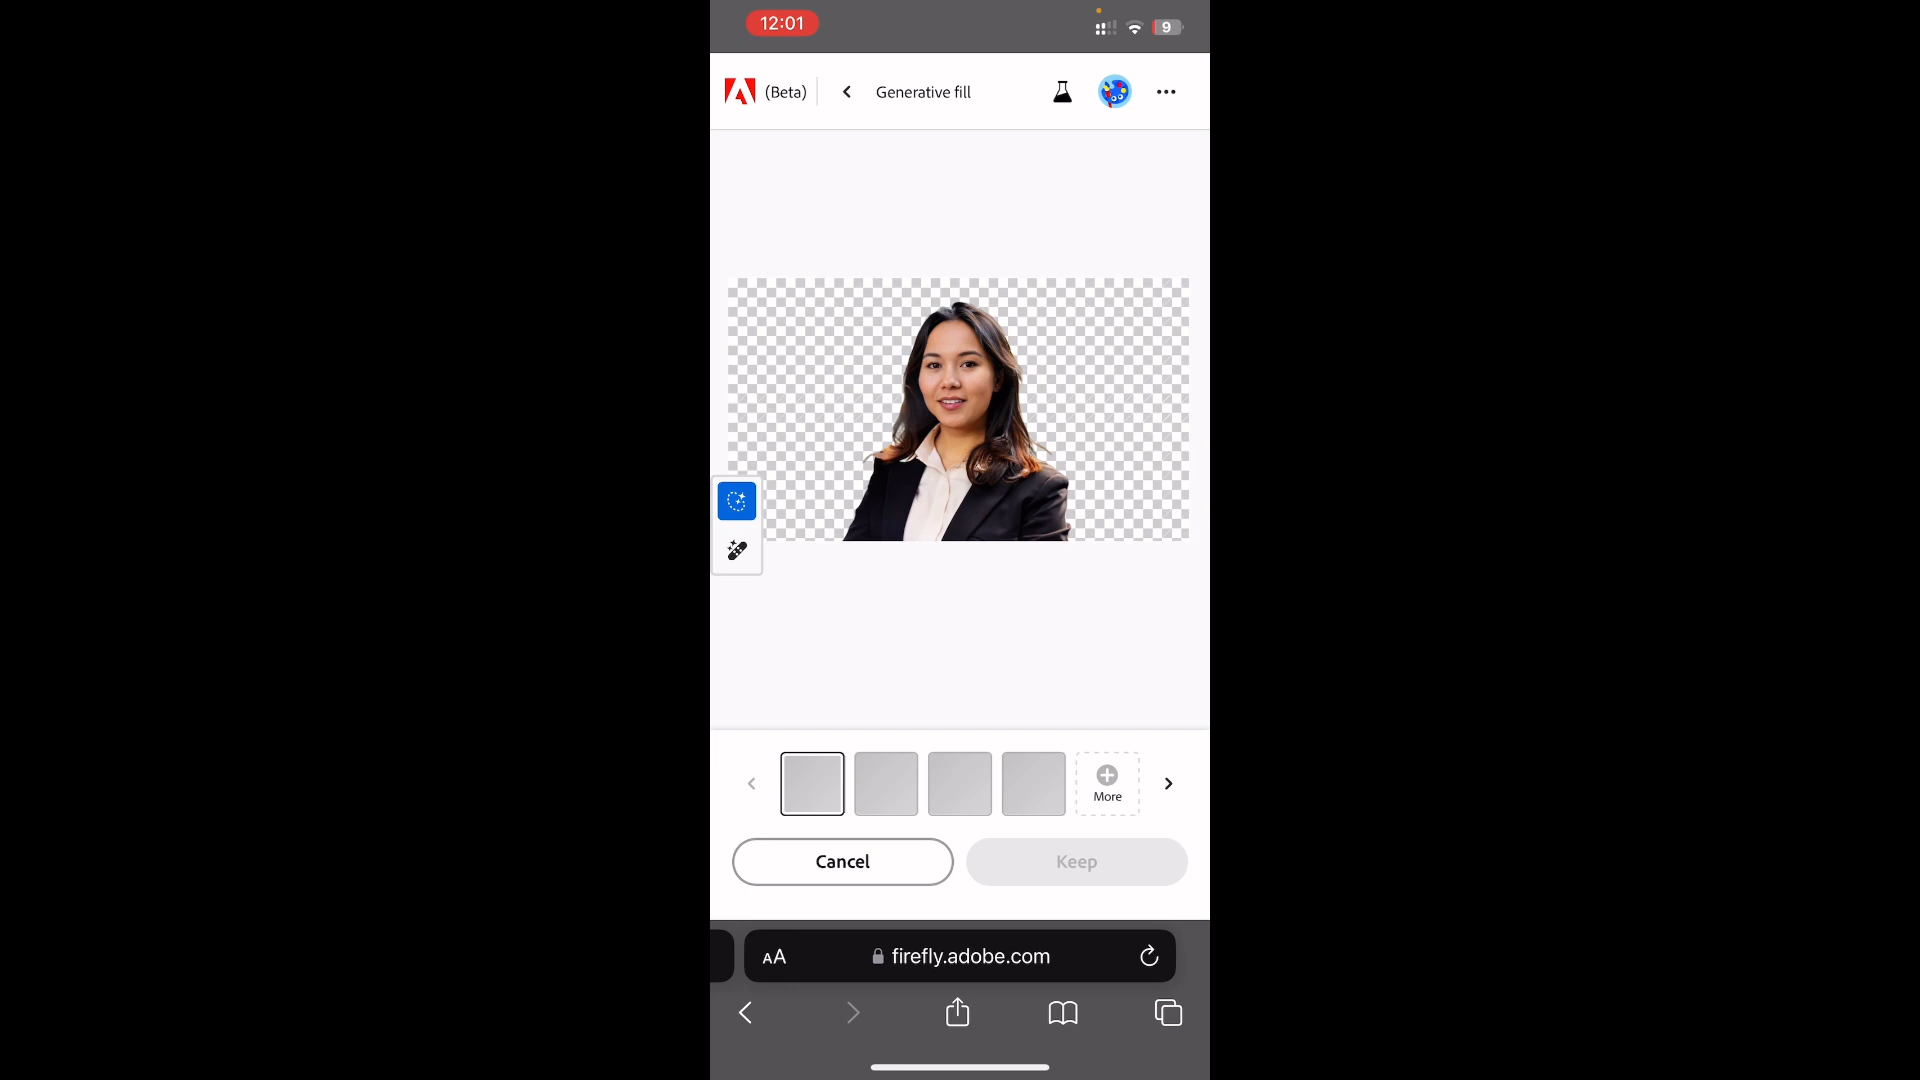 12:01
9
(Beta)
Generative fill
More
Cancel
Keep
AA
firefly.adobe.com